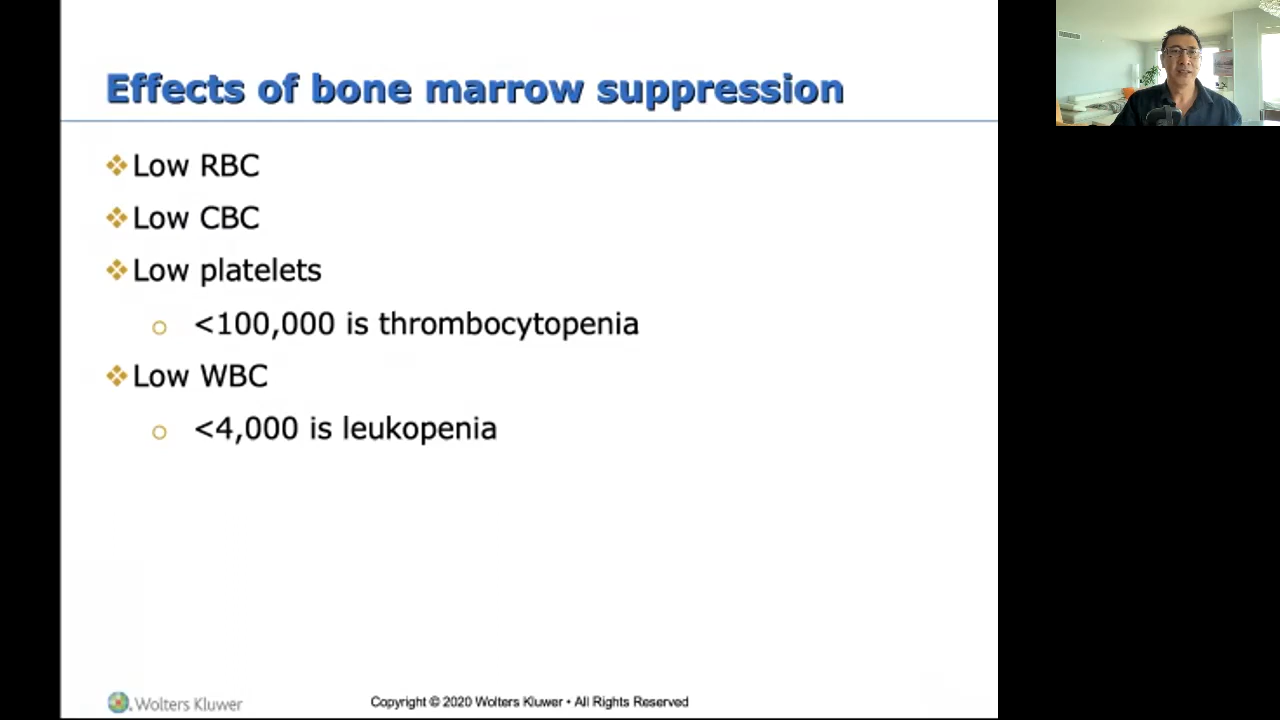 Effects of bone marrow suppression
Low RBC
Low CBC
Low platelets
<100,000 is thrombocytopenia
Low WBC
<4,000 is leukopenia
Wolters Kluwer
Copyright © 2020 Wolters Kluwer • All Rights Reserved